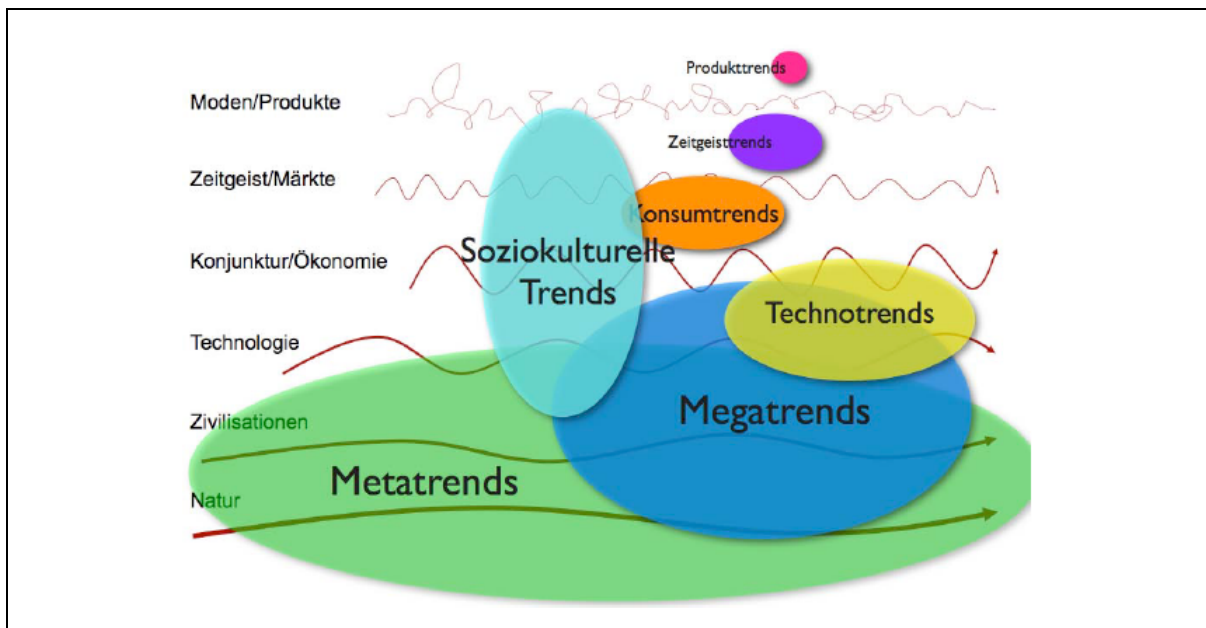 Produkttrends
Moden/Produkte
Zeitgeisttrends
Zeitgeist/Märkte
Konsumtrends
Soziokulturelle
Trends
Konjunktur/Ökonomie
Technotrends
Technologie
Megatrends
Zivilisationen
Metatrends
Natur